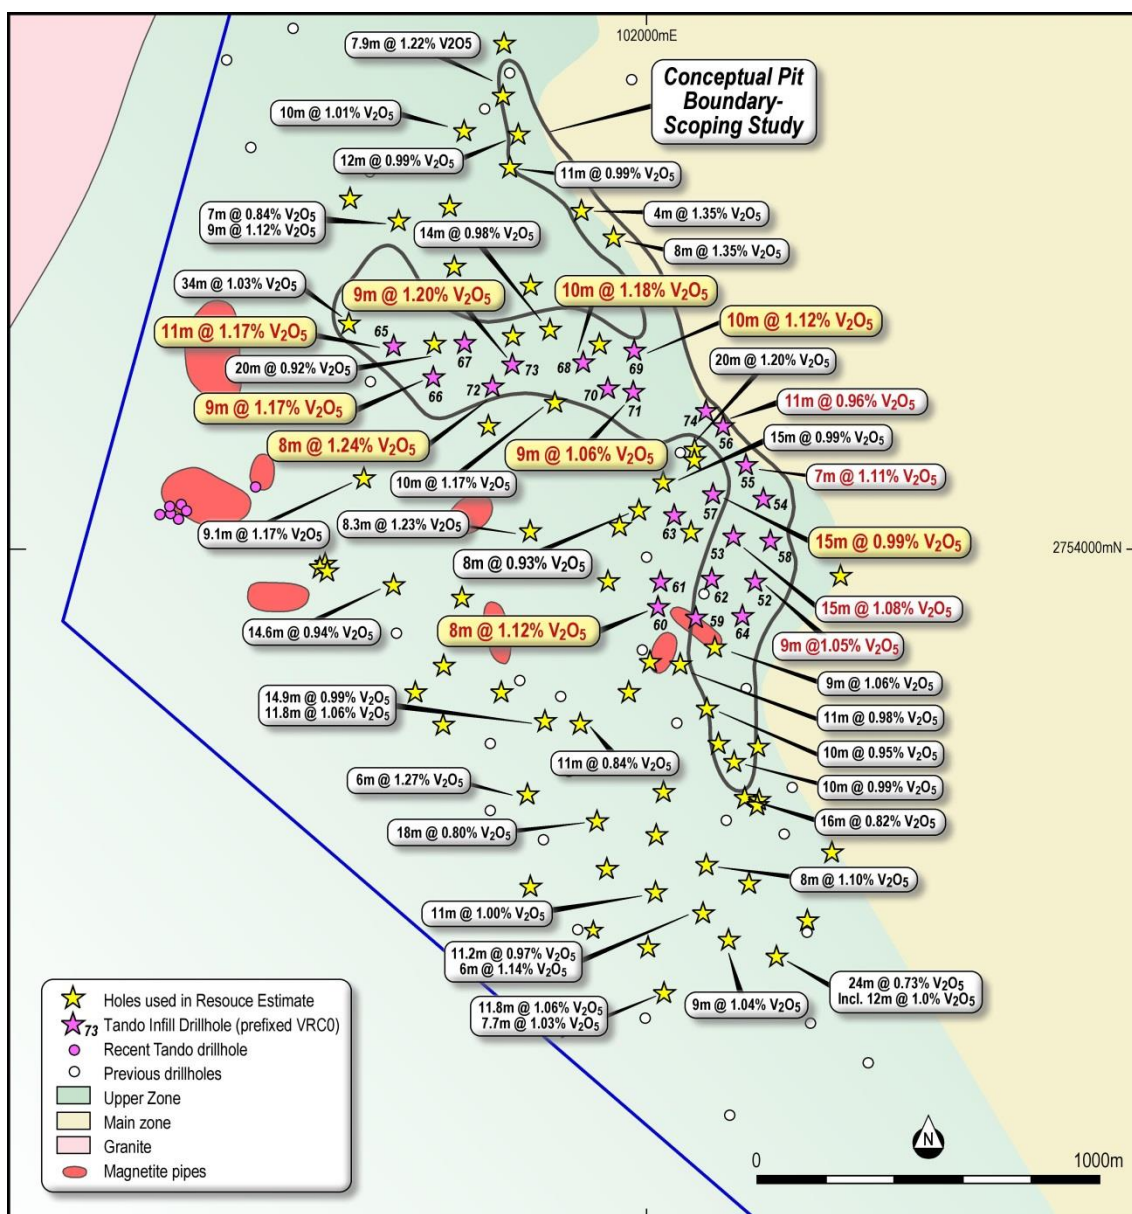 102000mE
7.9m @ 1.22% V2O5
Conceptual Pit
Boundary-
Scoping Study
10m @ 1.01% V₂O₅
12m @ 0.99% V₂O₅
11m @ 0.99% V₂O₅
7m @ 0.84% V₂O₅
9m @ 1.12% V₂O₅
14m @ 0.98% V₂O₅
4m @ 1.35% V₂O₅
8m @ 1.35% V₂O₅
34m @ 1.03% V₂O₅
9m @ 1.20% V₂O₅
10m @ 1.18% V₂O₅
11m @ 1.17% V₂O₅
10m @ 1.12% V₂O₅
65
67
73
68
69
20m @ 0.92% V₂O₅
20m @ 1.20% V₂O₅
66
72
70
71
9m @ 1.17% V₂O₅
11m @ 0.96% V₂O₅
74
56
8m @ 1.24% V₂O₅
9m @ 1.06% V₂O₅
15m @ 0.99% V₂O₅
10m @ 1.17% V₂O₅
55
7m @ 1.11% V₂O₅
54
57
9.1m @ 1.17% V₂O₅
8.3m @ 1.23% V₂O₅
63
53
58
15m @ 0.99% V₂O₅
2754000mN
8m @ 0.93% V₂O₅
61
62
52
15m @ 1.08% V₂O₅
14.6m @ 0.94% V₂O₅
8m @ 1.12% V₂O₅
60
59
64
9m @1.05% V₂O₅
9m @ 1.06% V₂O₅
14.9m @ 0.99% V₂O₅
11.8m @ 1.06% V₂O₅
11m @ 0.98% V₂O₅
10m @ 0.95% V₂O₅
11m @ 0.84% V₂O₅
6m @ 1.27% V₂O₅
10m @ 0.99% V₂O₅
16m @ 0.82% V₂O₅
18m @ 0.80% V₂O₅
8m @ 1.10% V₂O₅
11m @ 1.00% V₂O₅
11.2m @ 0.97% V₂O₅
6m @ 1.14% V₂O₅
24m @ 0.73% V₂O₅
Incl. 12m @ 1.0% V₂O₅
11.8m @ 1.06% V₂O₅
7.7m @ 1.03% V₂O₅
9m @ 1.04% V₂O₅
Holes used in Resouce Estimate
73 Tando Infill Drillhole (prefixed VRC0)
Recent Tando drillhole
Previous drillholes
Upper Zone
Main zone
Granite
Magnetite pipes
N
0 1000m